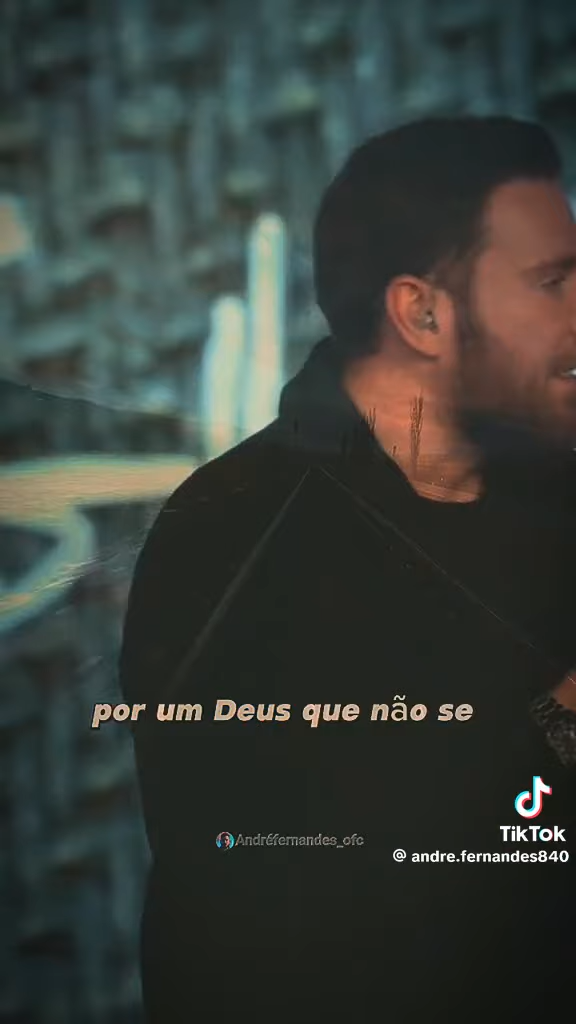 por um Deus que não se
Andréfernandes_ofc
TikTok
@ andre.fernandes840